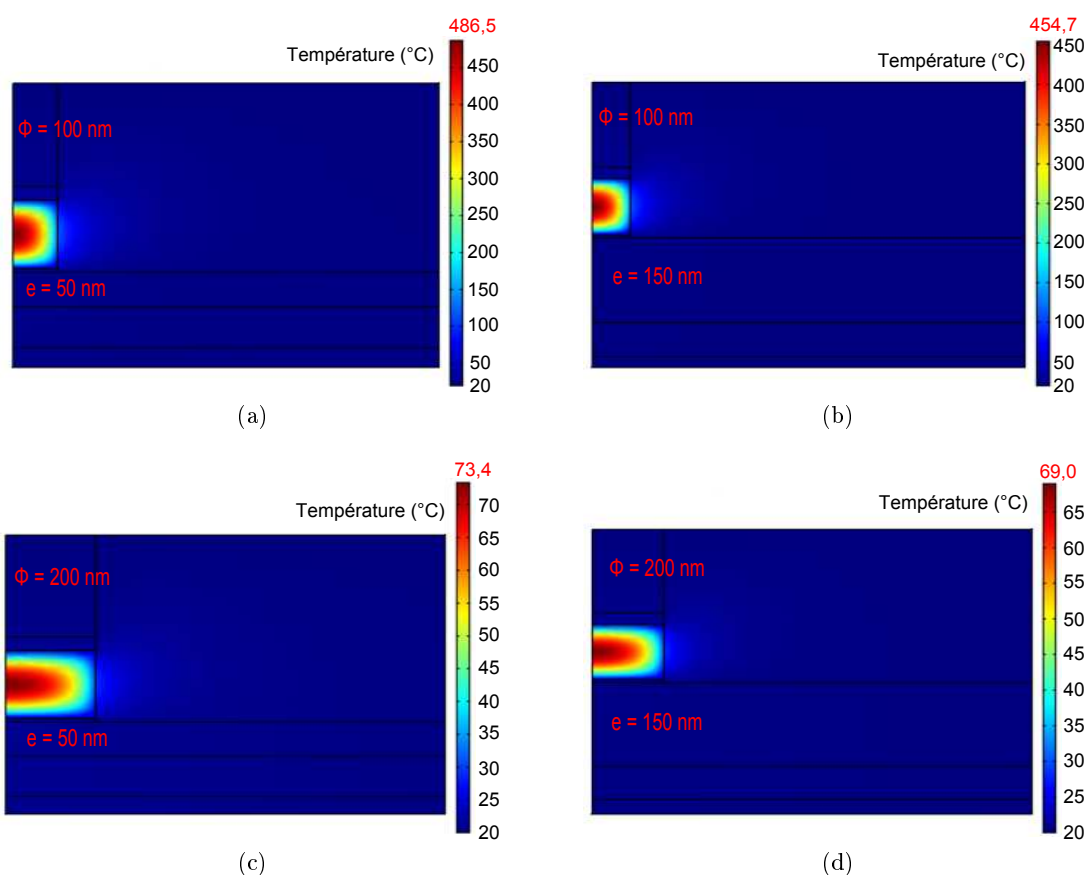 486,5
Température (°C)
450
400
350
300
250
200
150
100
50
20
Φ = 100 nm
e = 50 nm
(a)
454,7
Température (°C)
450
400
350
300
250
200
150
100
50
20
Φ = 100 nm
e = 150 nm
(b)
73,4
Température (°C)
70
65
60
55
50
45
40
35
30
25
20
Φ = 200 nm
e = 50 nm
(c)
69,0
Température (°C)
65
60
55
50
45
40
35
30
25
20
Φ = 200 nm
e = 150 nm
(d)